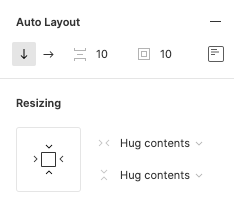 Auto Layout
10 10
Resizing
Hug contents
Hug contents